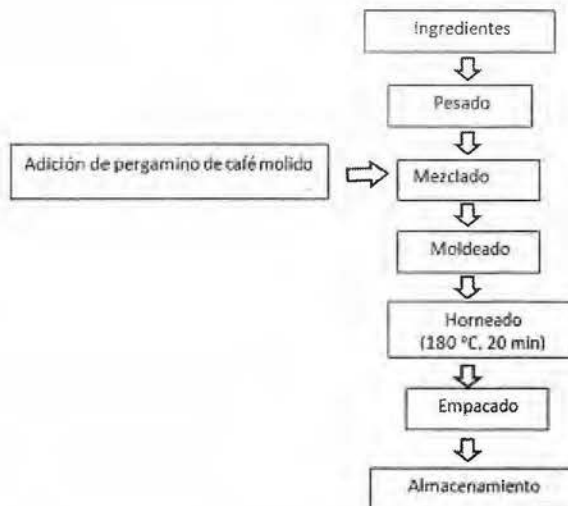 Ingredientes
Pesado
Adición de pergamino de café molido
Mezclado
Moldeado
Horneado
(180 °C, 20 min)
Empacado
Almacenamiento